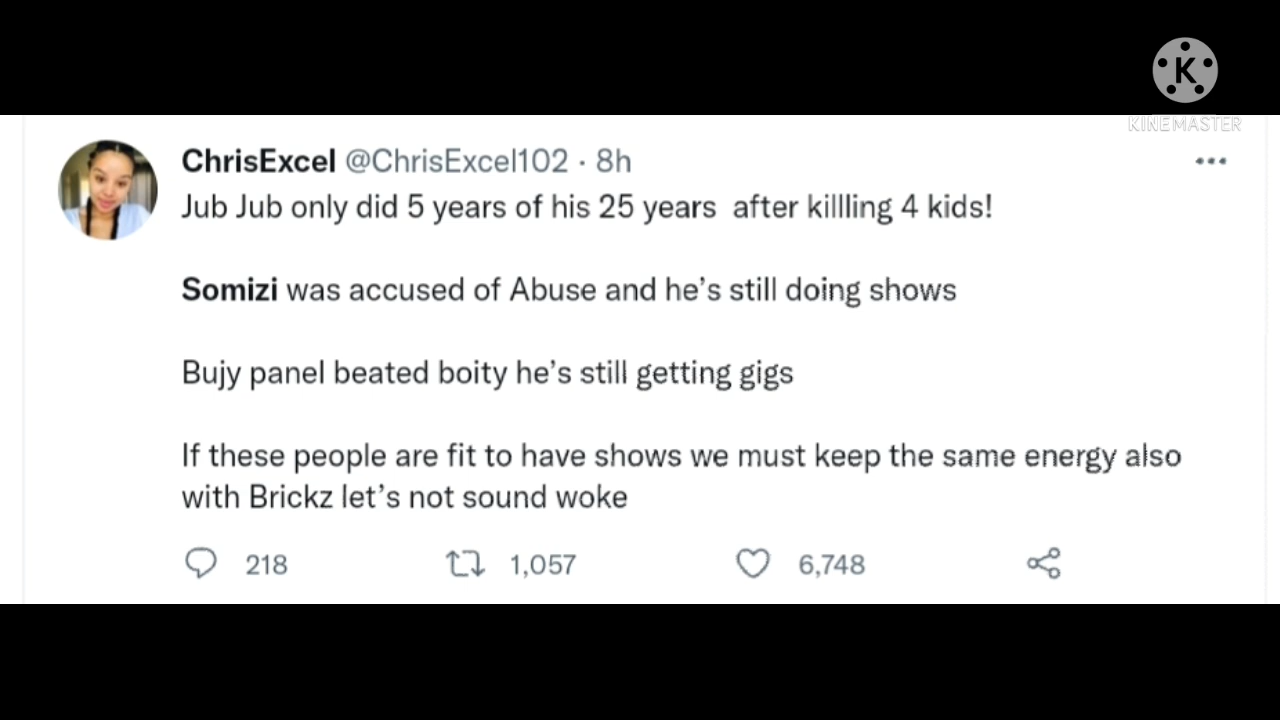 K
KINEMASTER
ChrisExcel @ChrisExcel102 · 8h
Jub Jub only did 5 years of his 25 years  after killling 4 kids!
Somizi was accused of Abuse and he's still doing shows
Bujy panel beated boity he's still getting gigs
If these people are fit to have shows we must keep the same energy also
with Brickz let's not sound woke
218 1,057 6,748